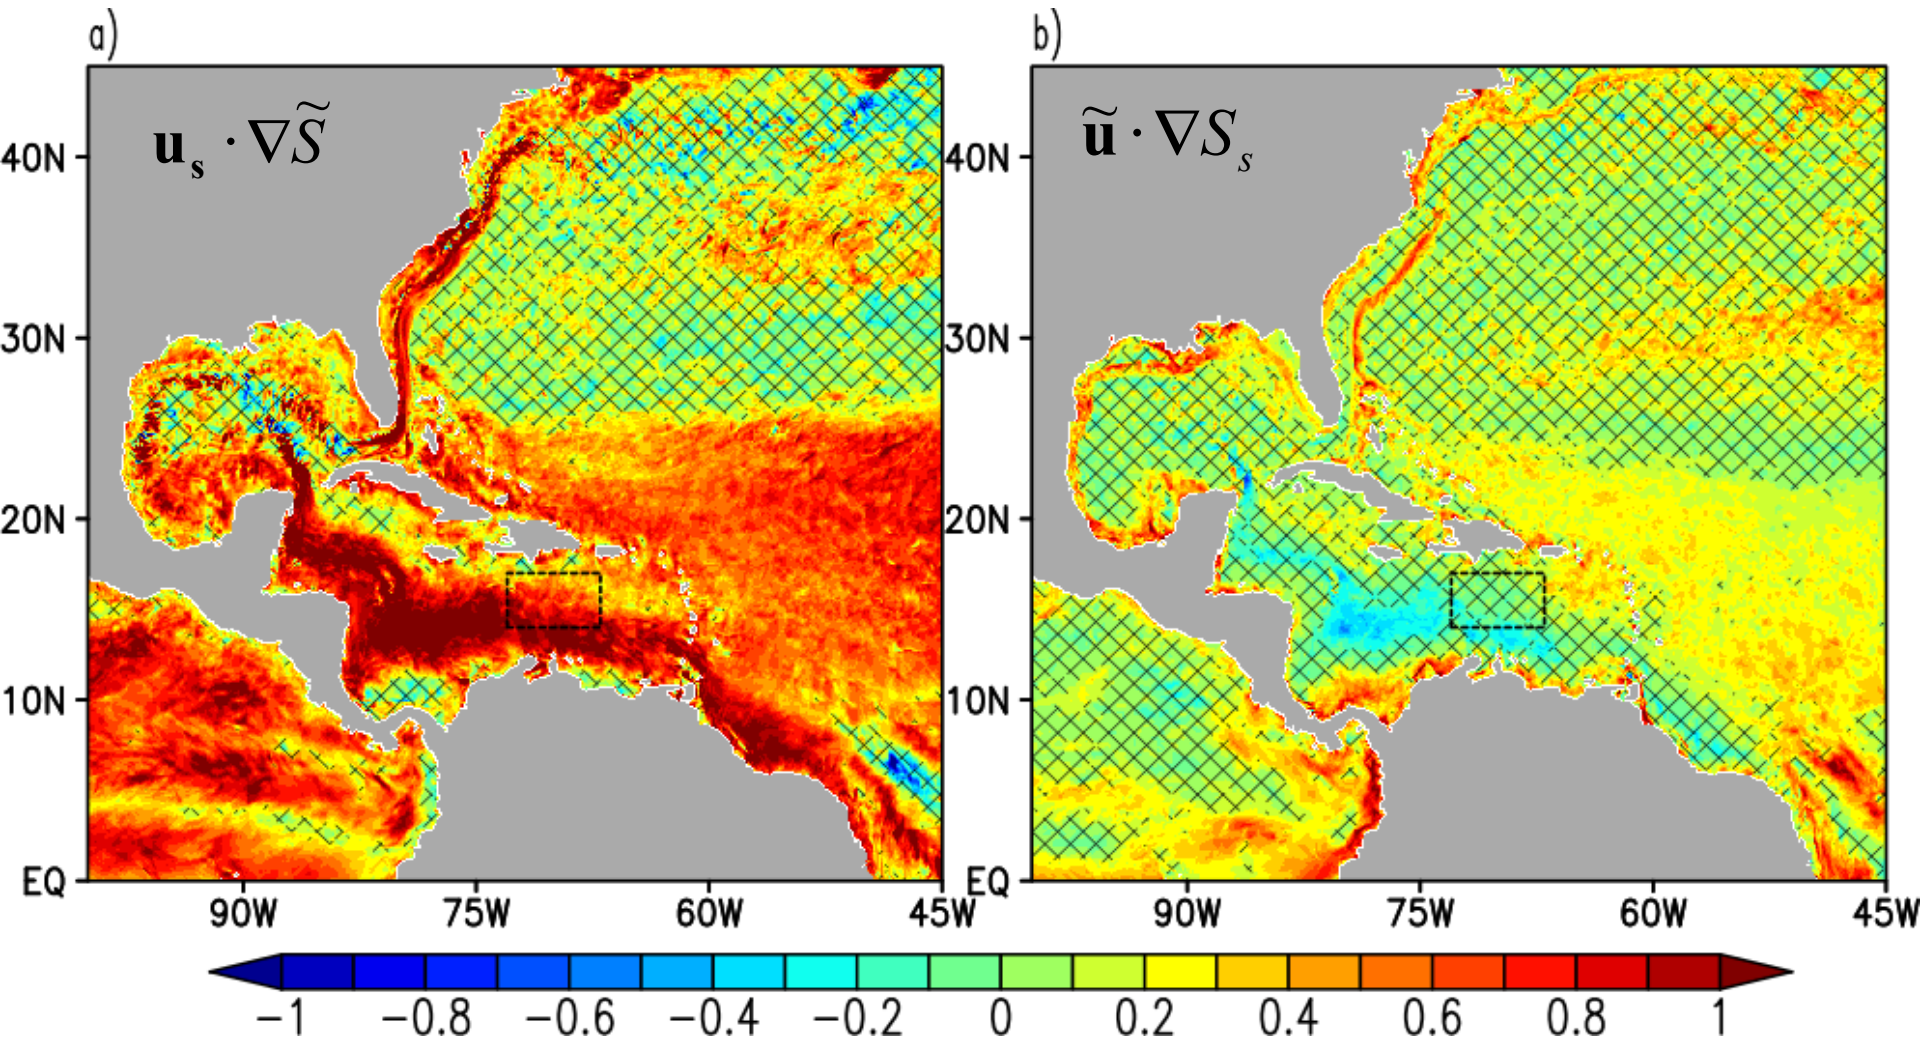 a)
b)
u_s · ∇S̃
ũ · ∇S_s
40N
30N
20N
10N
EQ
90W
75W
60W
45W
40N
30N
20N
10N
EQ
90W
75W
60W
45W
−1 −0.8 −0.6 −0.4 −0.2 0 0.2 0.4 0.6 0.8 1